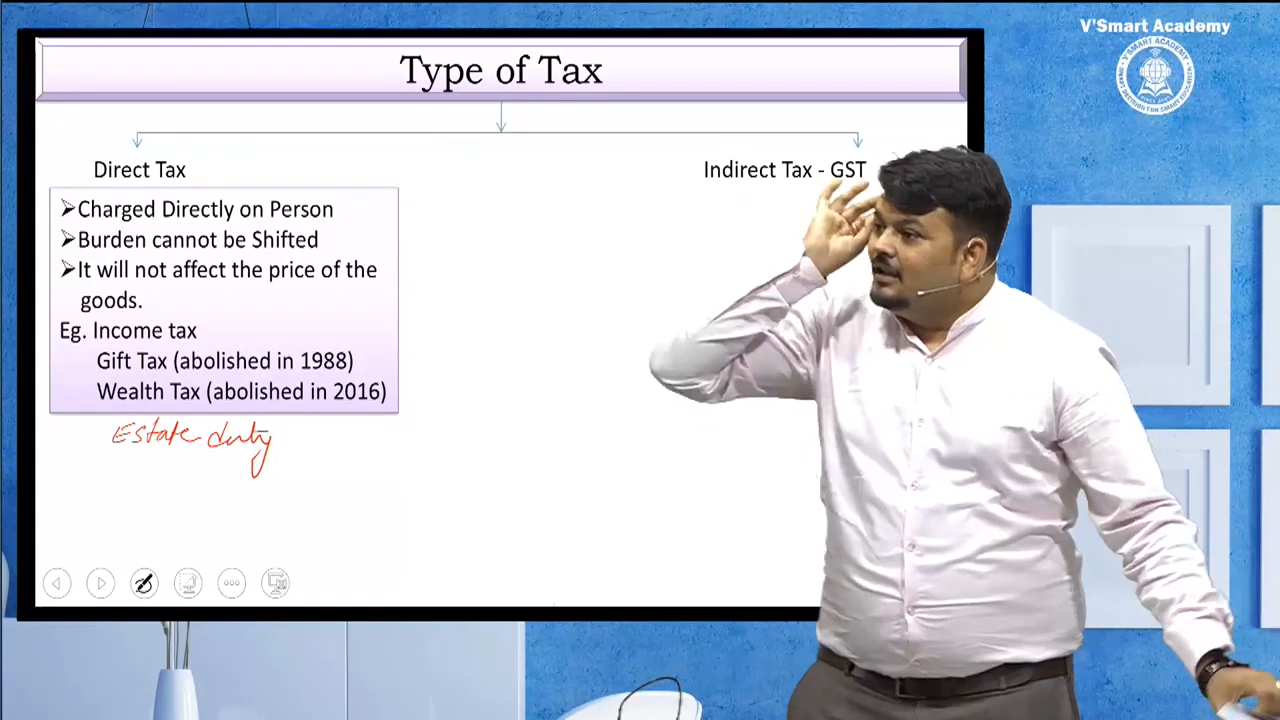 V'Smart Academy
Type of Tax
Direct Tax
Indirect Tax - GST
➢Charged Directly on Person
➢Burden cannot be Shifted
➢It will not affect the price of the
goods.
Eg. Income tax
Gift Tax (abolished in 1988)
Wealth Tax (abolished in 2016)
Estate duty